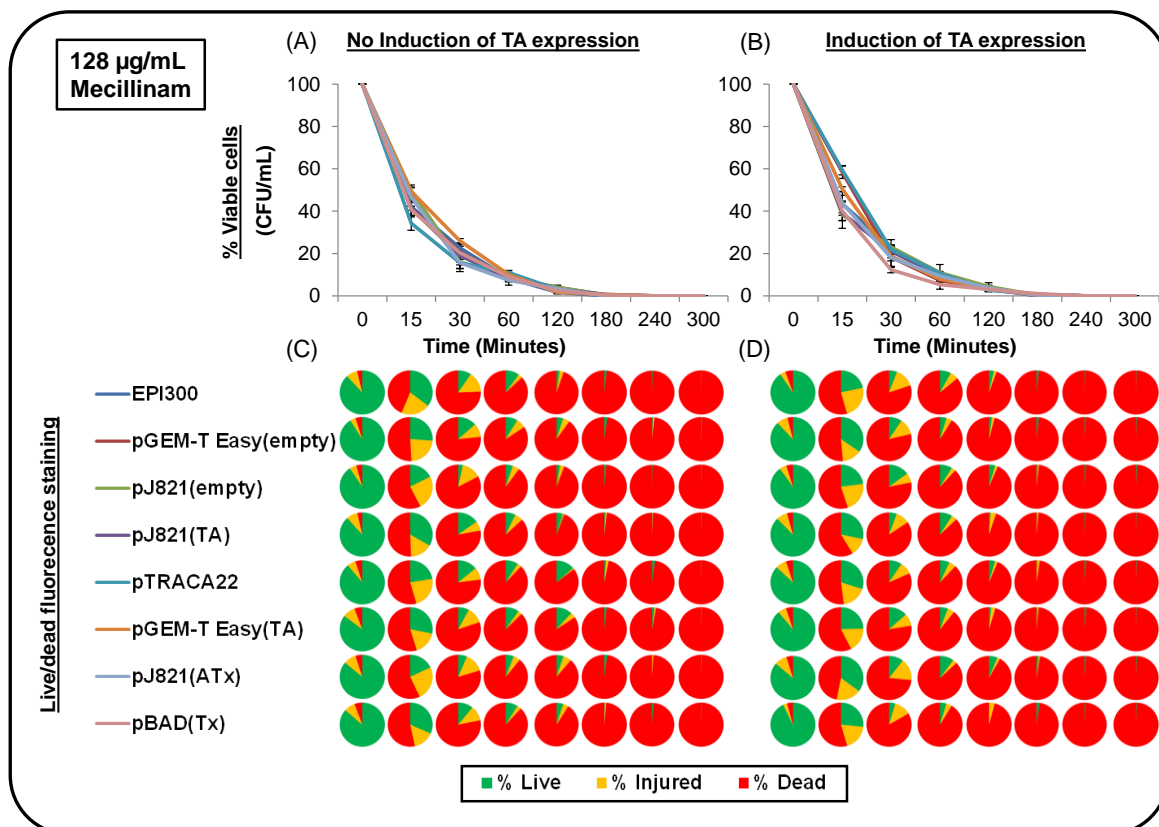 128 µg/mL
Mecillinam
(A)
No Induction of TA expression
(B)
Induction of TA expression
% Viable cells
(CFU/mL)
100
80
60
40
20
0
0 15 30 60 120 180 240 300
100
80
60
40
20
0
0 15 30 60 120 180 240 300
Time (Minutes)
Time (Minutes)
(C)
(D)
Live/dead fluorescence staining
EPI300
pGEM-T Easy(empty)
pJ821(empty)
pJ821(TA)
pTRACA22
pGEM-T Easy(TA)
pJ821(ATx)
pBAD(Tx)
% Live % Injured % Dead